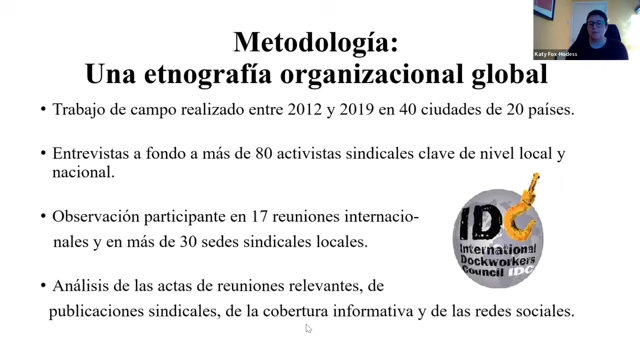 Metodología:
Una etnografía organizacional global
• Trabajo de campo realizado entre 2012 y 2019 en 40 ciudades de 20 países.
• Entrevistas a fondo a más de 80 activistas sindicales clave de nivel local y
nacional.
• Observación participante en 17 reuniones internacio-
nales y en más de 30 sedes sindicales locales.
• Análisis de las actas de reuniones relevantes, de
publicaciones sindicales, de la cobertura informativa y de las redes sociales.
IDC
International
Dockworkers
Council IDC
Katy Fox-Hodess